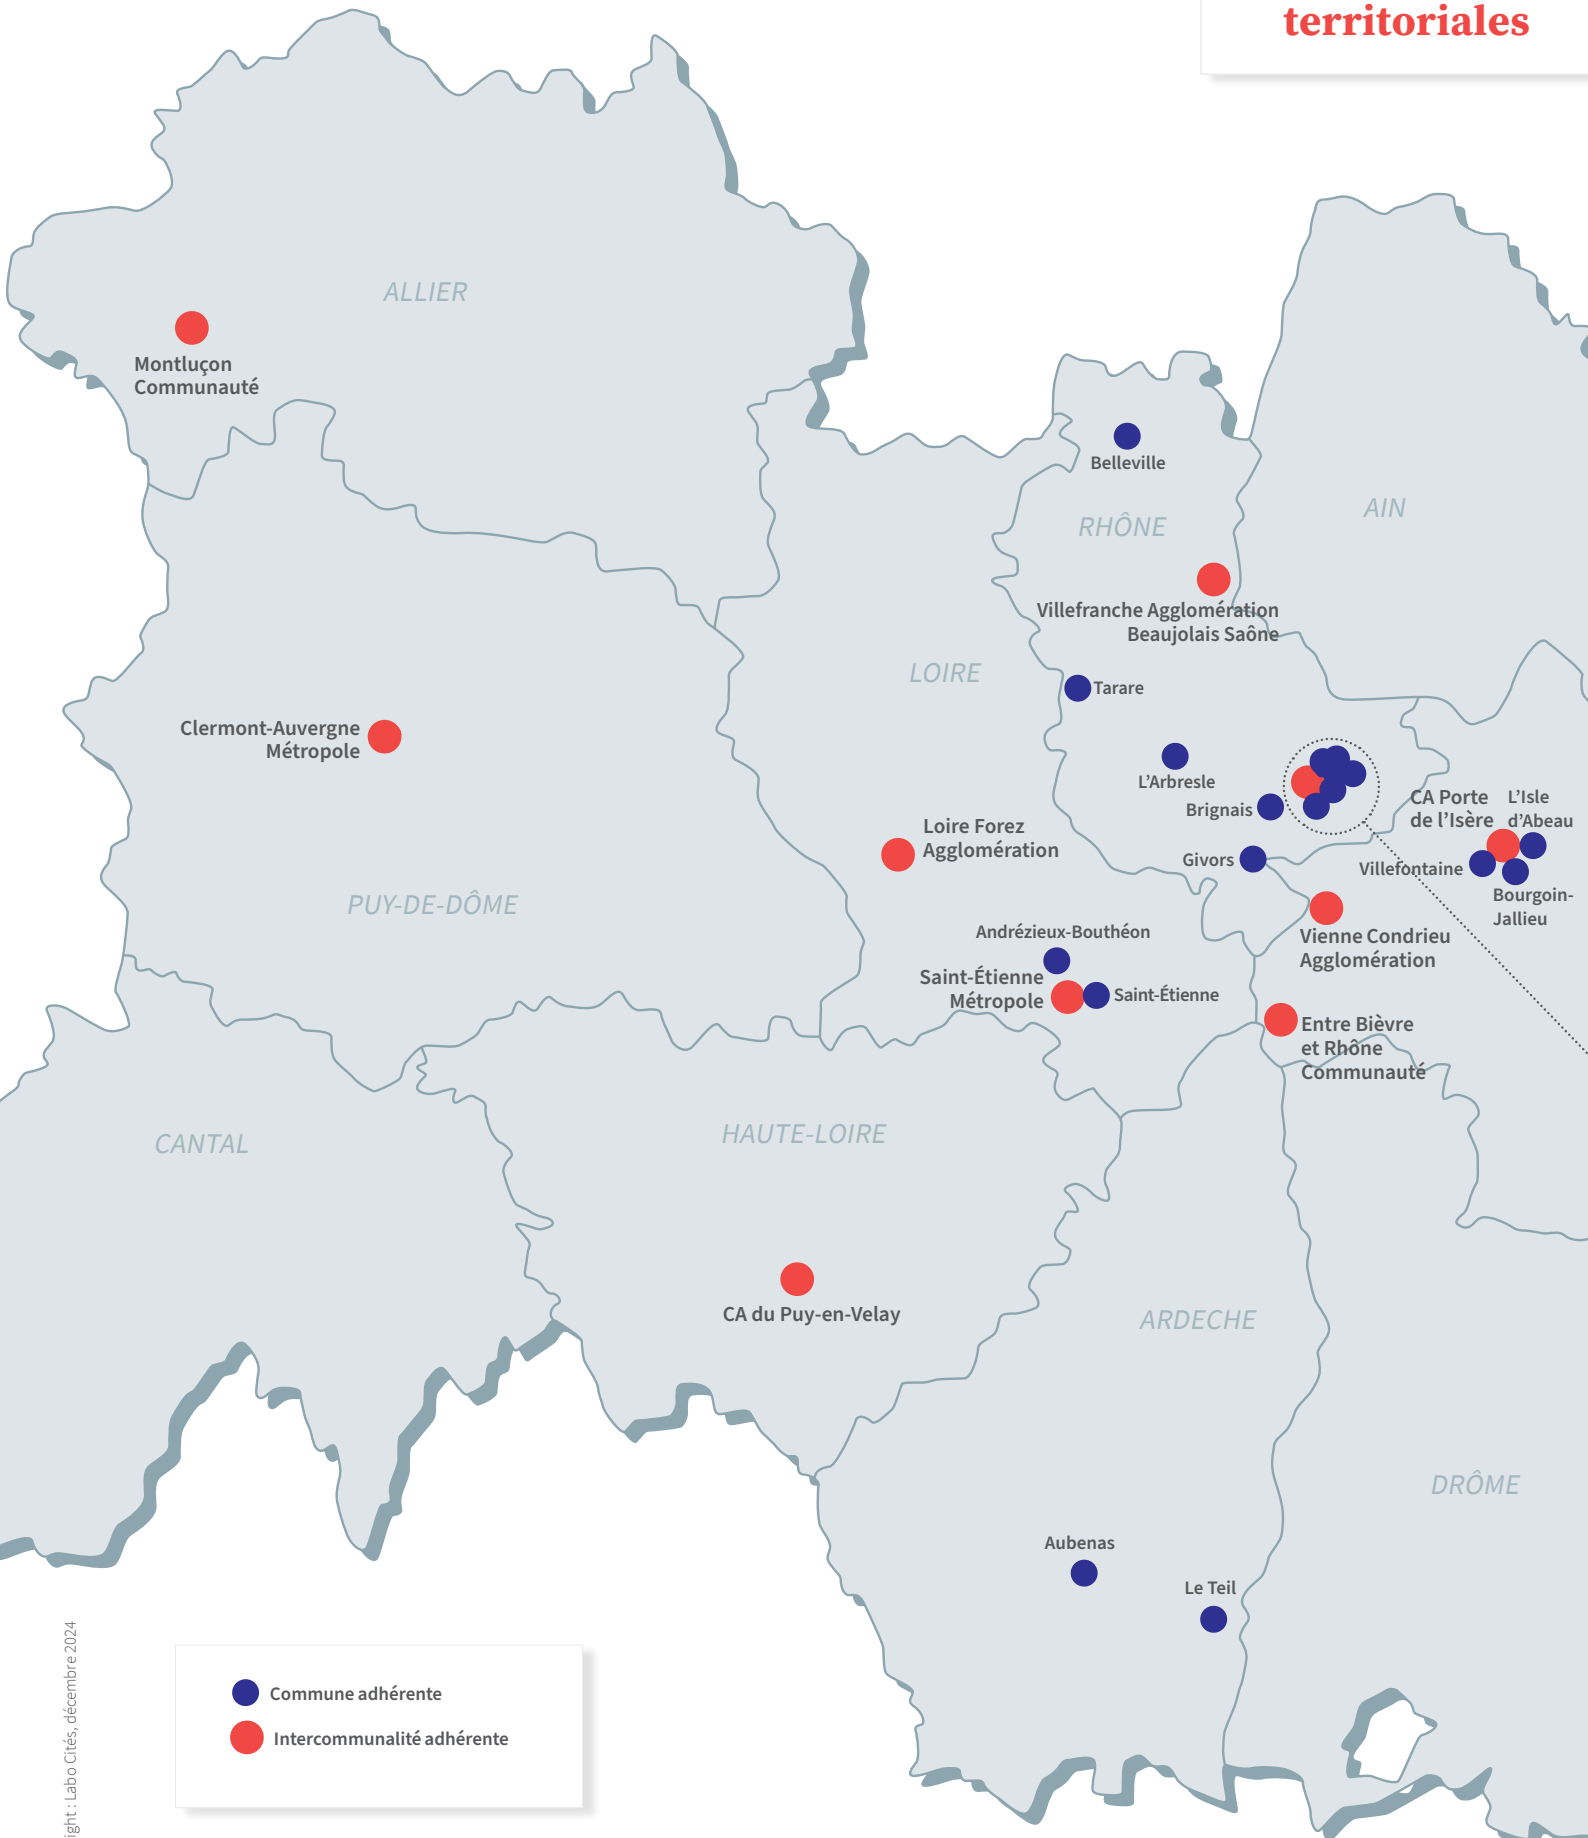 territoriales
ALLIER
Montluçon
Communauté
Belleville
AIN
RHÔNE
Villefranche Agglomération
Beaujolais Saône
LOIRE
Tarare
Clermont-Auvergne
Métropole
L'Arbresle
Brignais
CA Porte
de l'Isère
L'Isle
d'Abeau
Loire Forez
Agglomération
Givors
Villefontaine
Bourgoin-
Jallieu
PUY-DE-DÔME
Andrézieux-Bouthéon
Vienne Condrieu
Agglomération
Saint-Étienne
Métropole
Saint-Étienne
Entre Bièvre
et Rhône
Communauté
CANTAL
HAUTE-LOIRE
CA du Puy-en-Velay
ARDECHE
DRÔME
Aubenas
Le Teil
Commune adhérente
Intercommunalité adhérente
ight : Labo Cités, décembre 2024